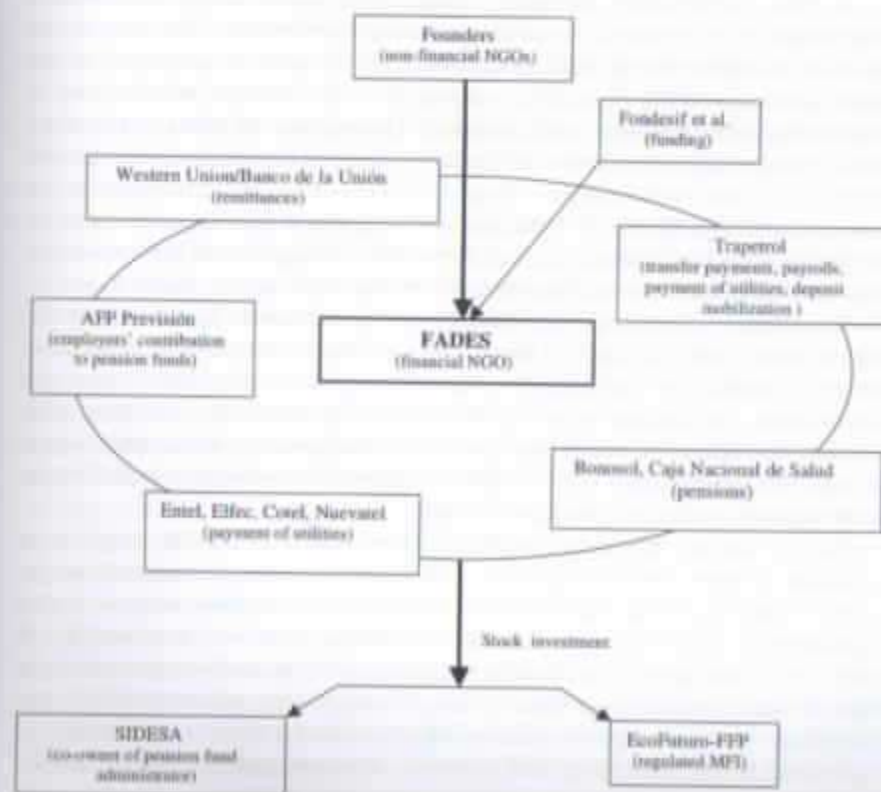 Founders
(non-financial NGOs)
Fondesif et al.
(funding)
Western Union/Banco de la Unión
(remittances)
Trapetrol
(transfer payments, payrolls,
payment of utilities, deposit
mobilization )
AFP Previsión
(employers' contribution
to pension funds)
FADES
(financial NGO)
Bonosol, Caja Nacional de Salud
(pensions)
Entel, Elfec, Cotel, Nuevatel
(payment of utilities)
Stock investment
SIDESA
(co-owner of pension fund
administrator)
EcoFuturo-FFP
(regulated MFI)